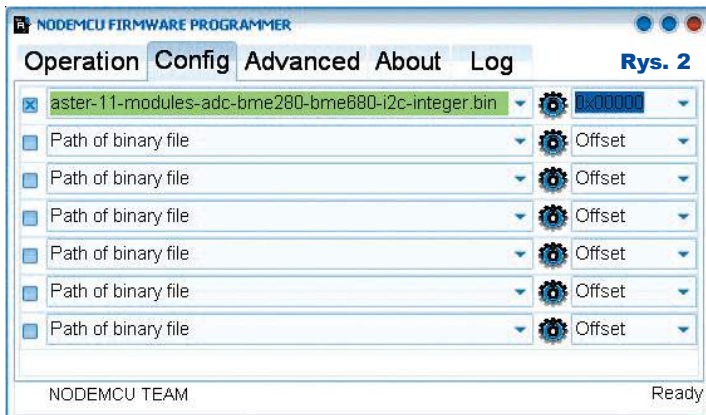 NODEMCU FIRMWARE PROGRAMMER
Operation Config Advanced About Log
Rys. 2
aster-11-modules-adc-bme280-bme680-i2c-integer.bin 0x00000
Path of binary file Offset
Path of binary file Offset
Path of binary file Offset
Path of binary file Offset
Path of binary file Offset
Path of binary file Offset
NODEMCU TEAM Ready